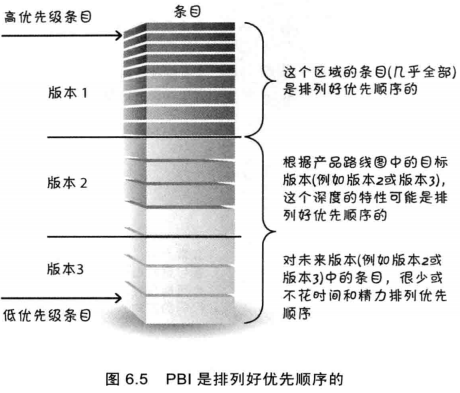 条目
高优先级条目
版本 1
这个区域的条目(几乎全部)
是排列好优先顺序的
版本 2
根据产品路线图中的目标
版本(例如版本2或版本3),
这个深度的特性可能是排
列好优先顺序的
版本3
对未来版本(例如版本2或
版本3)中的条目，很少或
不花时间和精力排列优先
顺序
低优先级条目
图 6.5 PBI 是排列好优先顺序的